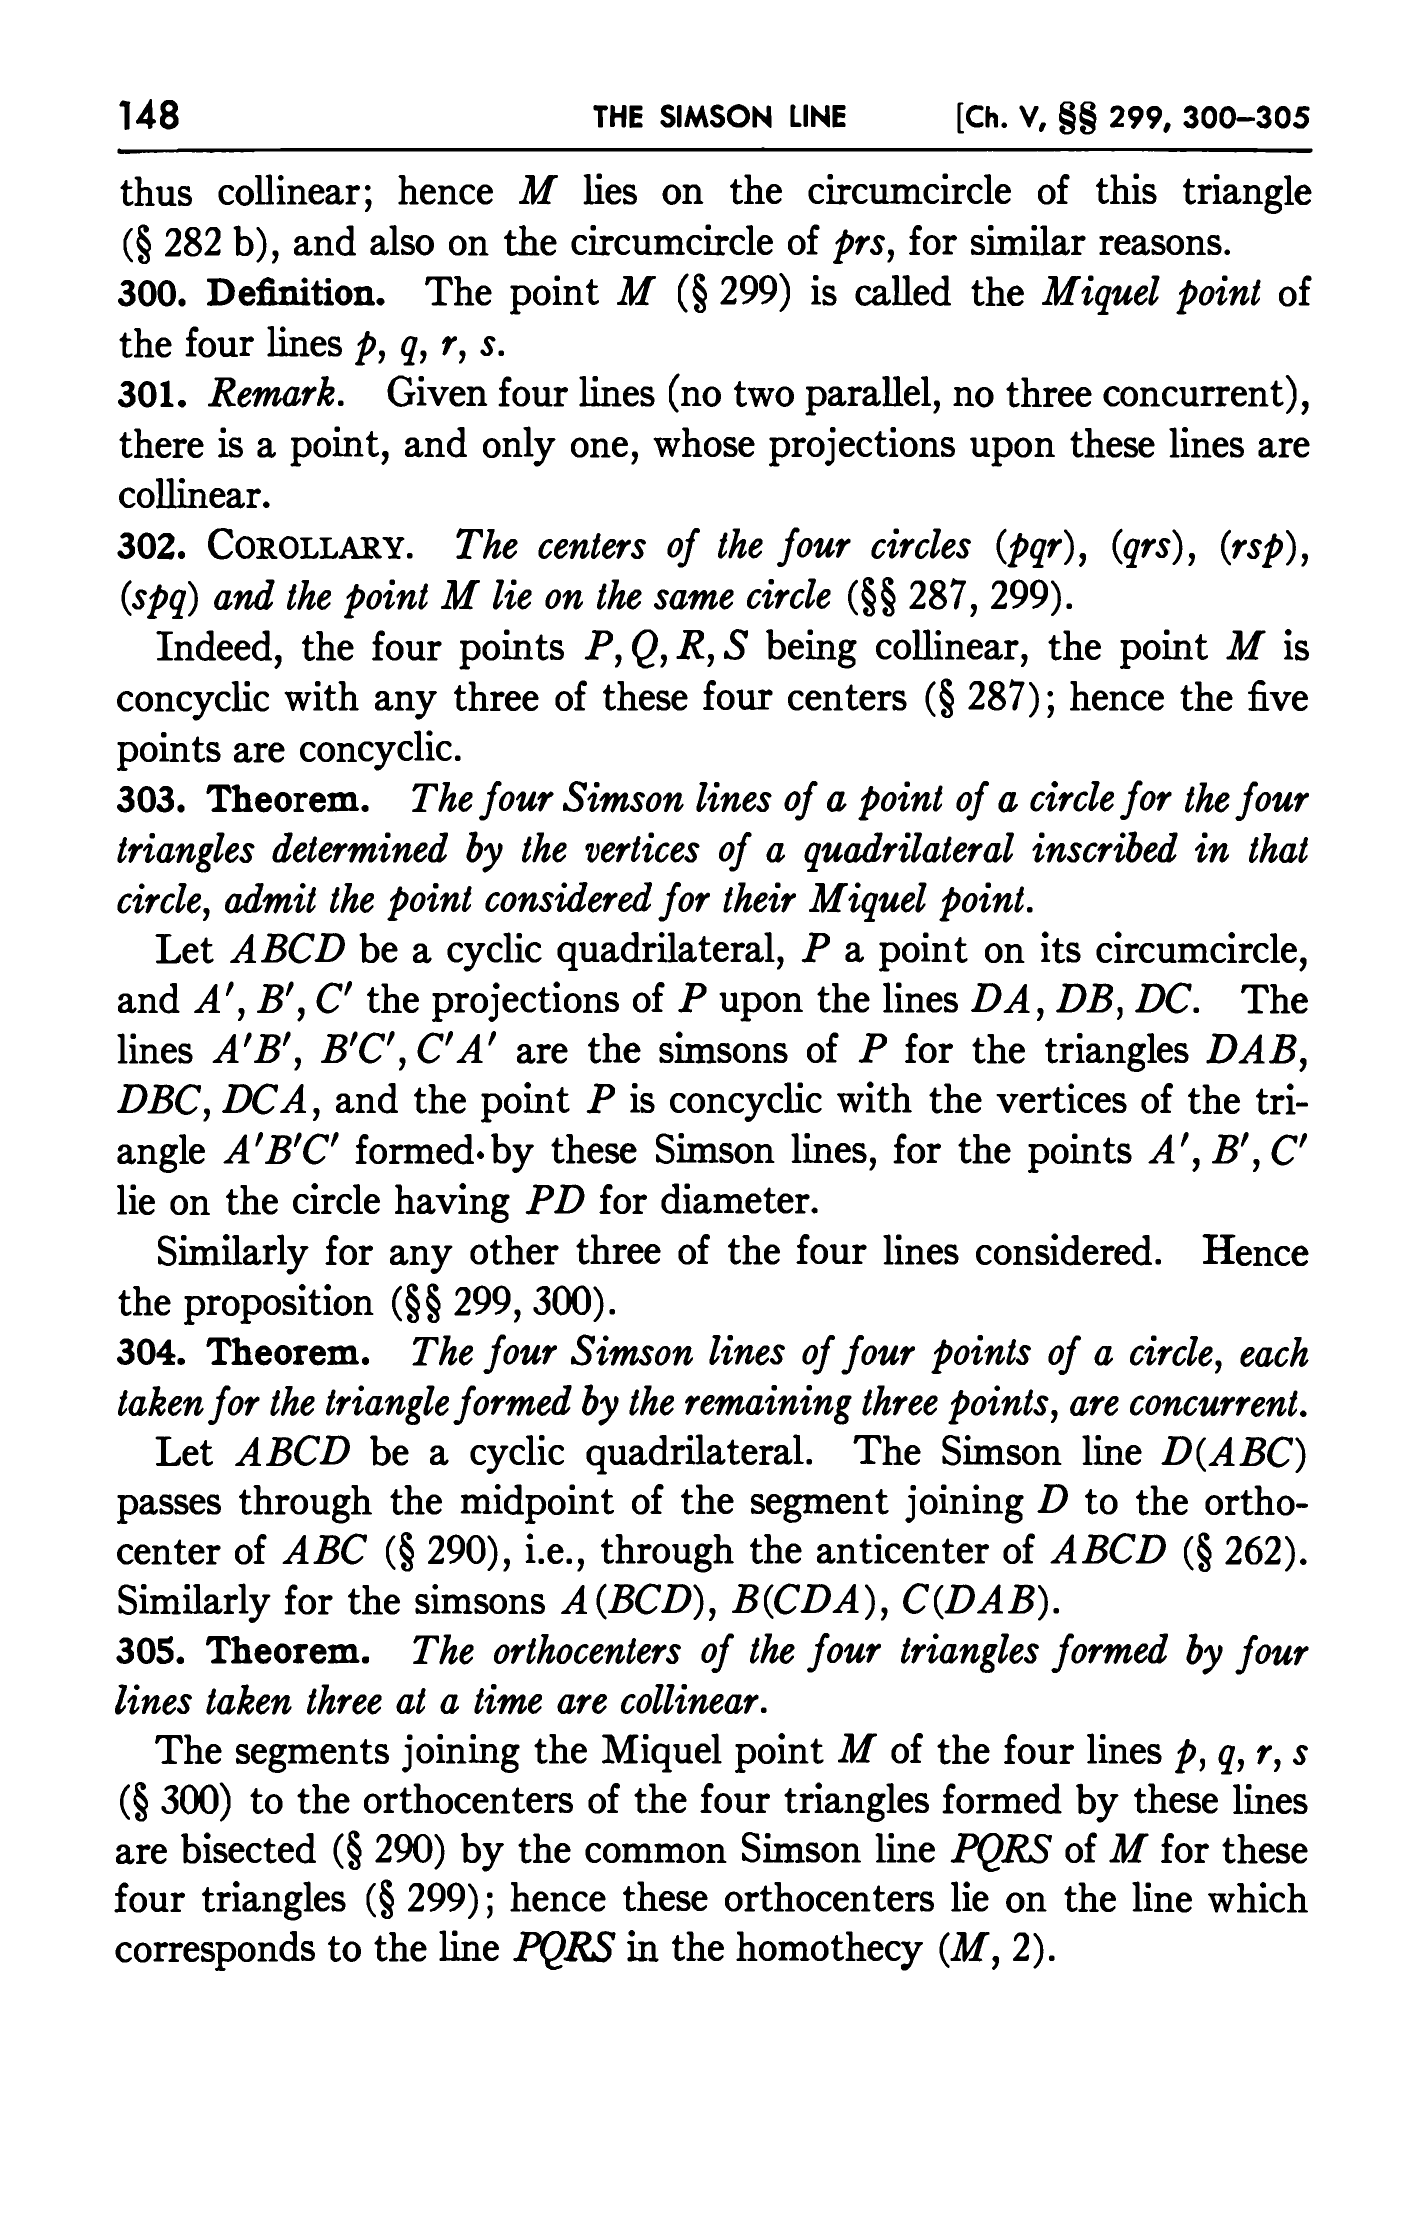 148 THE SIMSON LINE [Ch. V, §§ 299, 300–305
thus collinear; hence M lies on the circumcircle of this triangle
(§ 282 b), and also on the circumcircle of prs, for similar reasons.
300. Definition. The point M (§ 299) is called the Miquel point of
the four lines p, q, r, s.
301. Remark. Given four lines (no two parallel, no three concurrent),
there is a point, and only one, whose projections upon these lines are
collinear.
302. COROLLARY. The centers of the four circles (pqr), (qrs), (rsp),
(spq) and the point M lie on the same circle (§§ 287, 299).
Indeed, the four points P, Q, R, S being collinear, the point M is
concyclic with any three of these four centers (§ 287); hence the five
points are concyclic.
303. Theorem. The four Simson lines of a point of a circle for the four
triangles determined by the vertices of a quadrilateral inscribed in that
circle, admit the point considered for their Miquel point.
Let ABCD be a cyclic quadrilateral, P a point on its circumcircle,
and A', B', C' the projections of P upon the lines DA, DB, DC. The
lines A'B', B'C', C'A' are the simsons of P for the triangles DAB,
DBC, DCA, and the point P is concyclic with the vertices of the tri-
angle A'B'C' formed by these Simson lines, for the points A', B', C'
lie on the circle having PD for diameter.
Similarly for any other three of the four lines considered. Hence
the proposition (§§ 299, 300).
304. Theorem. The four Simson lines of four points of a circle, each
taken for the triangle formed by the remaining three points, are concurrent.
Let ABCD be a cyclic quadrilateral. The Simson line D(ABC)
passes through the midpoint of the segment joining D to the ortho-
center of ABC (§ 290), i.e., through the anticenter of ABCD (§ 262).
Similarly for the simsons A(BCD), B(CDA), C(DAB).
305. Theorem. The orthocenters of the four triangles formed by four
lines taken three at a time are collinear.
The segments joining the Miquel point M of the four lines p, q, r, s
(§ 300) to the orthocenters of the four triangles formed by these lines
are bisected (§ 290) by the common Simson line PQRS of M for these
four triangles (§ 299); hence these orthocenters lie on the line which
corresponds to the line PQRS in the homothecy (M, 2).